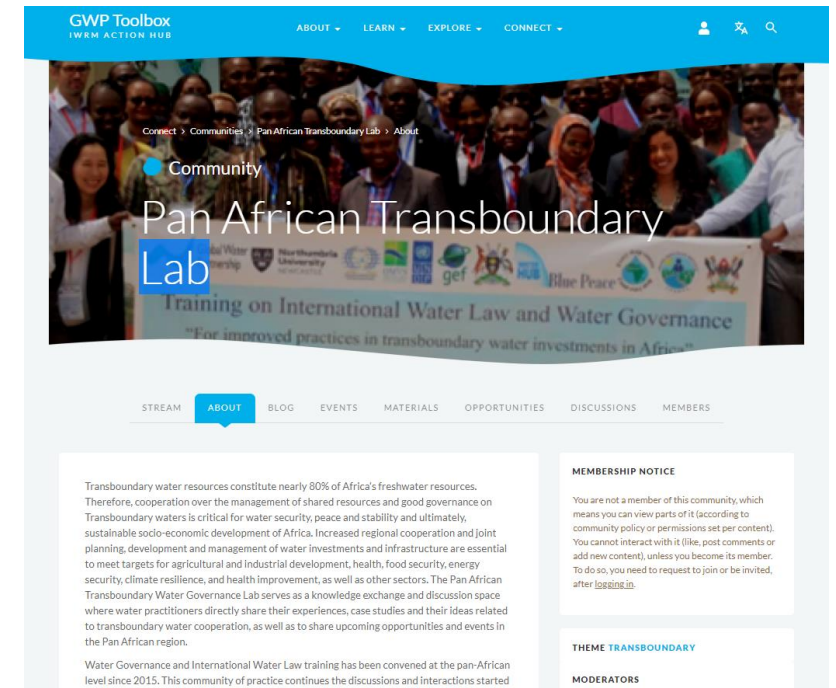 GWP Toolbox
IWRM ACTION HUB
ABOUT LEARN EXPLORE CONNECT
Connect > Communities > Pan African Transboundary Lab > About
Community
Pan African Transboundary
Lab
Northumbria
University
NEWCASTLE
gef
HUB
Blue Peace
Training on International Water Law and Water Governance
"For improved practices in transboundary water investments in Africa"
STREAM ABOUT BLOG EVENTS MATERIALS OPPORTUNITIES DISCUSSIONS MEMBERS
Transboundary water resources constitute nearly 80% of Africa's freshwater resources.
Therefore, cooperation over the management of shared resources and good governance on
Transboundary waters is critical for water security, peace and stability and ultimately,
sustainable socio-economic development of Africa. Increased regional cooperation and joint
planning, development and management of water investments and infrastructure are essential
to meet targets for agricultural and industrial development, health, food security, energy
security, climate resilience, and health improvement, as well as other sectors. The Pan African
Transboundary Water Governance Lab serves as a knowledge exchange and discussion space
where water practitioners directly share their experiences, case studies and their ideas related
to transboundary water cooperation, as well as to share upcoming opportunities and events in
the Pan African region.
Water Governance and International Water Law training has been convened at the pan-African
level since 2015. This community of practice continues the discussions and interactions started
MEMBERSHIP NOTICE
You are not a member of this community, which
means you can view parts of it (according to
community policy or permissions set per content).
You cannot interact with it (like, post comments or
add new content), unless you become its member.
To do so, you need to request to join or be invited,
after logging in.
THEME TRANSBOUNDARY
MODERATORS